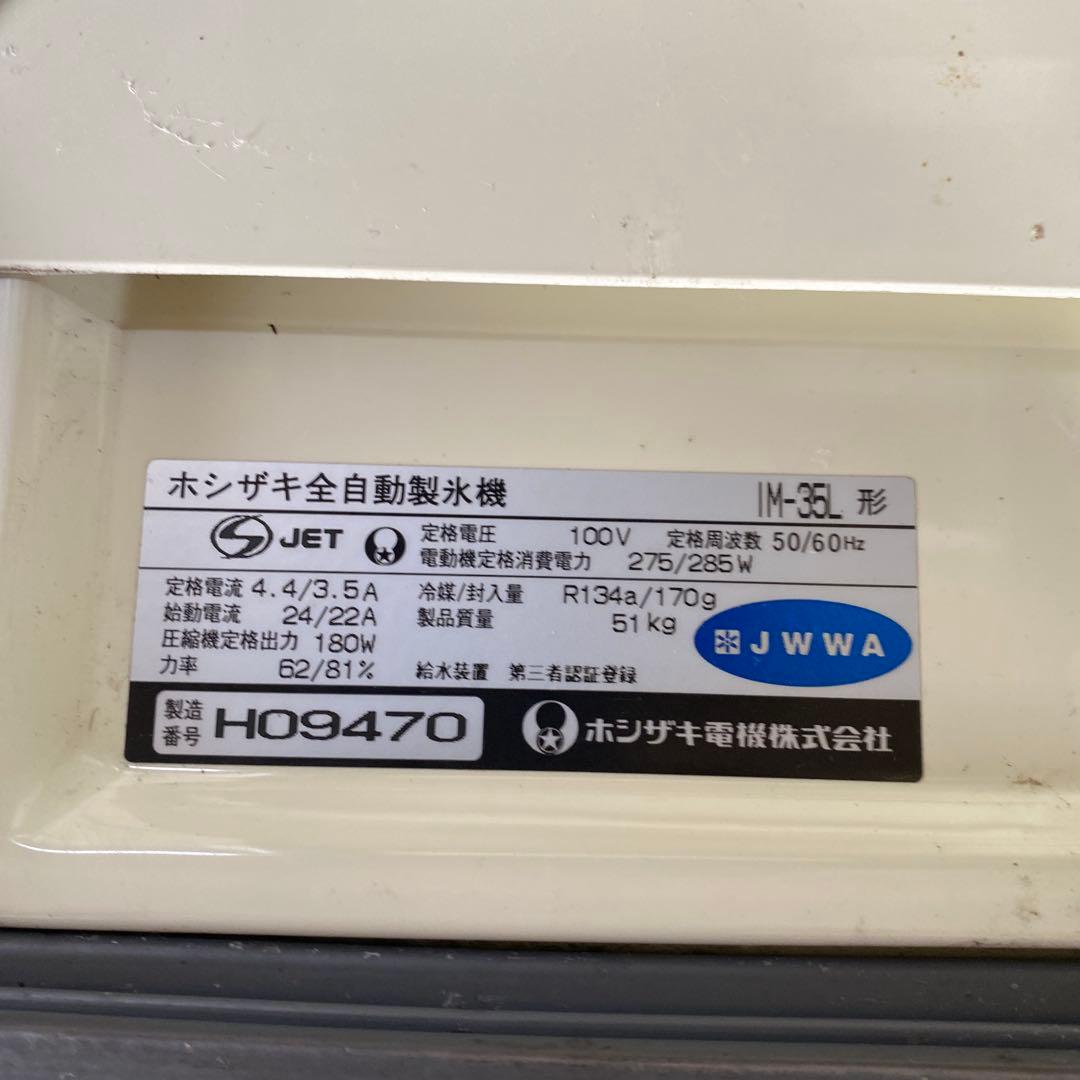 ホシザキ全自動製氷機 IM-35L 形
JET 定格電圧 100V 定格周波数 50/60Hz
電動機定格消費電力 275/285W
定格電流 4.4/3.5A 冷媒/封入量 R134a/170g
始動電流 24/22A 製品質量 51kg
圧縮機定格出力 180W
JWWA
力率 62/81% 給水装置 第三者認証登録
製造番号 H09470 ホシザキ電機株式会社